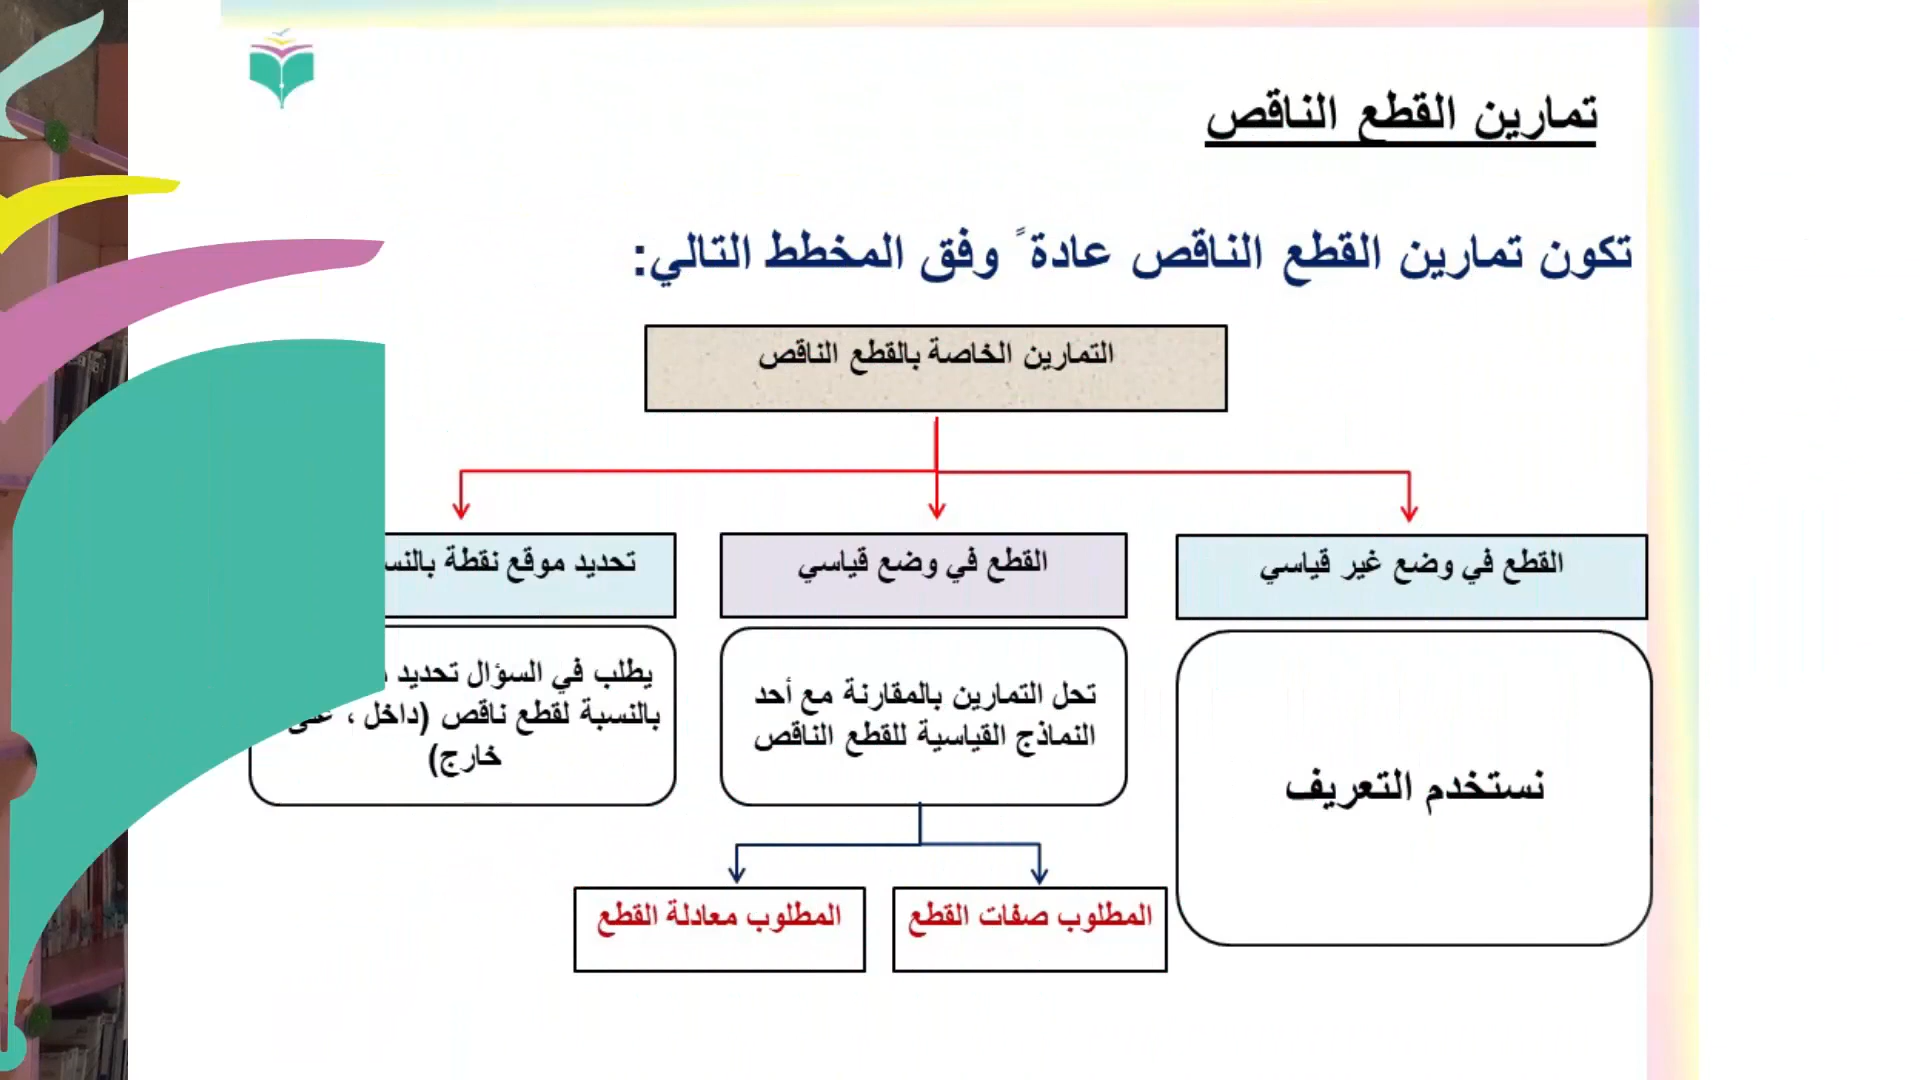 تمارين القطع الناقص
تكون تمارين القطع الناقص عادةً وفق المخطط التالي:
التمارين الخاصة بالقطع الناقص
القطع في وضع غير قياسي
نستخدم التعريف
القطع في وضع قياسي
تحل التمارين بالمقارنة مع أحد
النماذج القياسية للقطع الناقص
المطلوب صفات القطع
المطلوب معادلة القطع
تحديد موقع نقطة
يطلب في السؤال تحديد
بالنسبة لقطع ناقص (داخل ،
خارج)